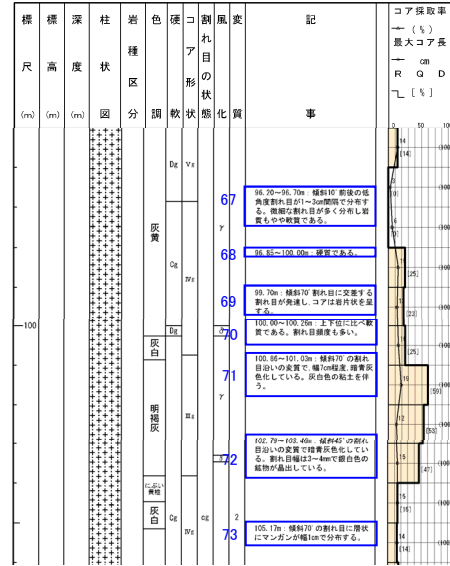 標尺(m)
標高(m)
深度(m)
柱状図
岩種区分
色調
硬軟
コア形状
割れ目の状態
風化
変質
記事
コア採取率
(%)
最大コア長
cm
R Q D
[%]
0 50 100
灰黄
灰白
明褐灰
にぶい黄橙
灰白
Dg
Cg
Dg
Cg
Ⅴs
Ⅳs
Ⅲs
Ⅳs
cg
γ
γ
2
-100
67
96.20~96.70m:傾斜10°前後の低
角度割れ目が1~3cm間隔で分布す
る。微細な割れ目が多く分布し岩
質もやや軟質である。
68
96.85~100.00m:硬質である。
69
99.70m:傾斜70°割れ目に交差する
割れ目が発達し、コアは岩片状を呈
する。
70
100.00~100.26m:上下位に比べ軟
質である。割れ目頻度も多い。
71
100.86~101.03m:傾斜70°の割れ
目沿いの変質で、幅7cm程度、暗青灰
色化している。灰白色の粘土を伴
う。
72
102.79~103.40m:傾斜45°の割れ
目沿いの変質で暗青灰色化してい
る。割れ目幅は3~4mmで銀白色の
鉱物が晶出している。
73
105.17m:傾斜70°の割れ目に層状
にマンガンが幅1cmで分布する。
14
[14]
[0]
6
[0]
[25]
[23]
[25]
19
[59]
12
[53]
15
[47]
15
[16]
14
[14]